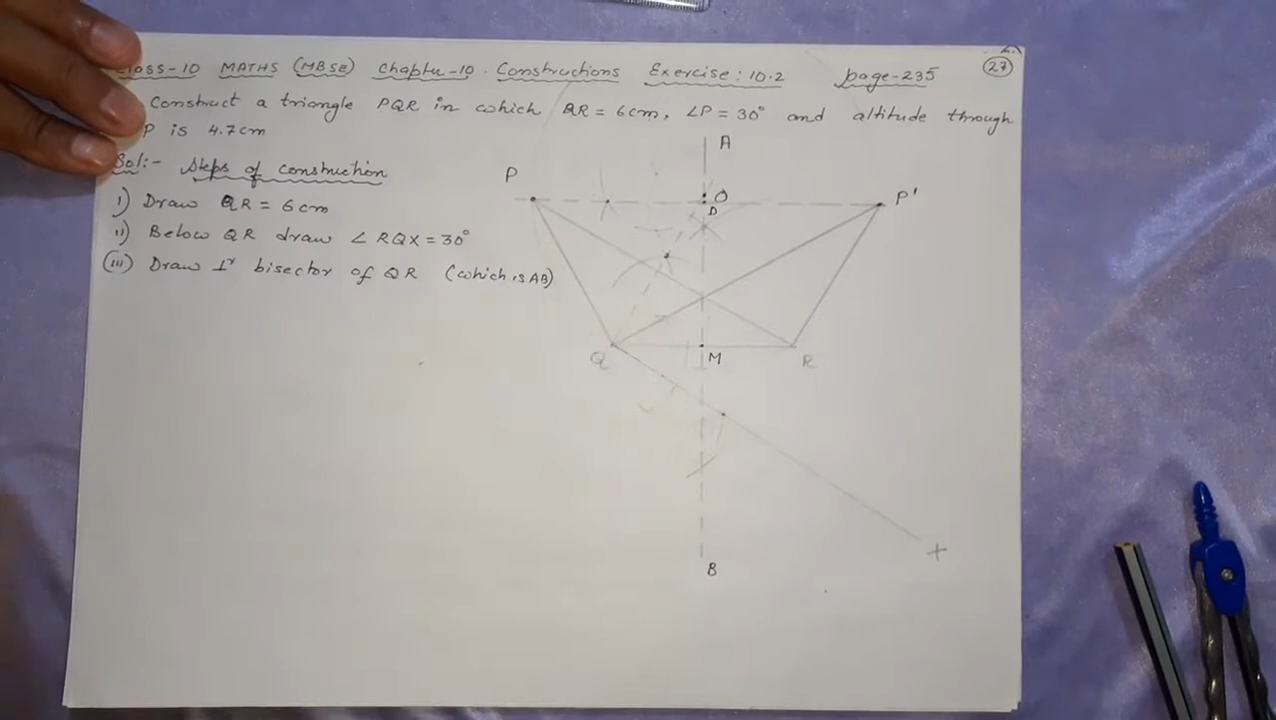 Class-10 MATHS (MBSE) Chapter-10. Constructions Exercise: 10.2 page-235 27
Construct a triangle PQR in which QR = 6cm, ∠P = 30° and altitude through
P is 4.7cm
Sol:- Steps of construction
i) Draw QR = 6cm
ii) Below QR draw ∠RQX = 30°
(iii) Draw ⊥r bisector of QR (which is AB)
A
P
O
D
P'
Q
M
R
X
B